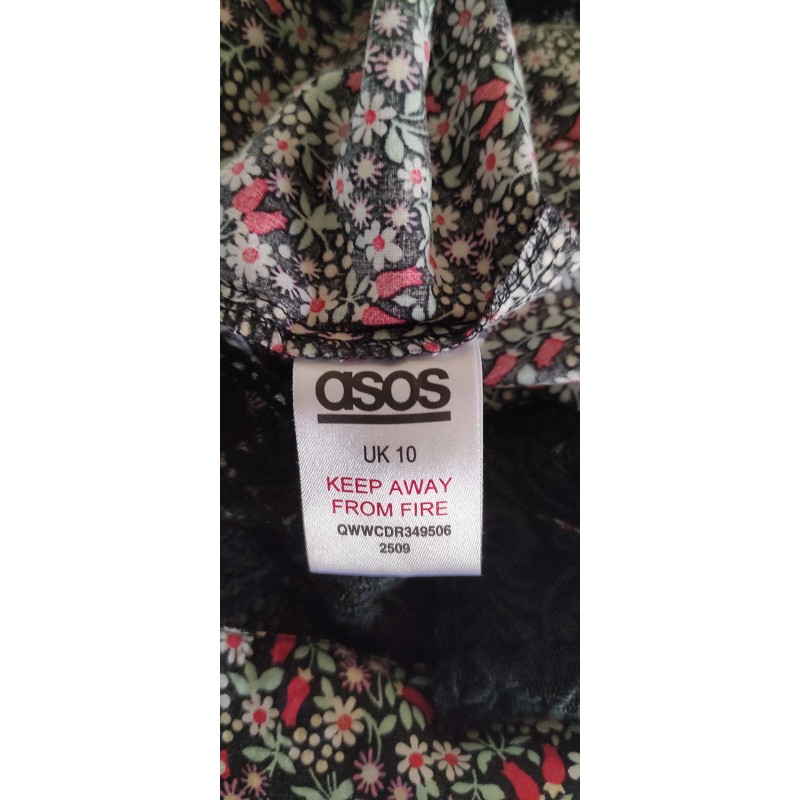 asos
UK 10
KEEP AWAY
FROM FIRE
QWWCDR349506
2509